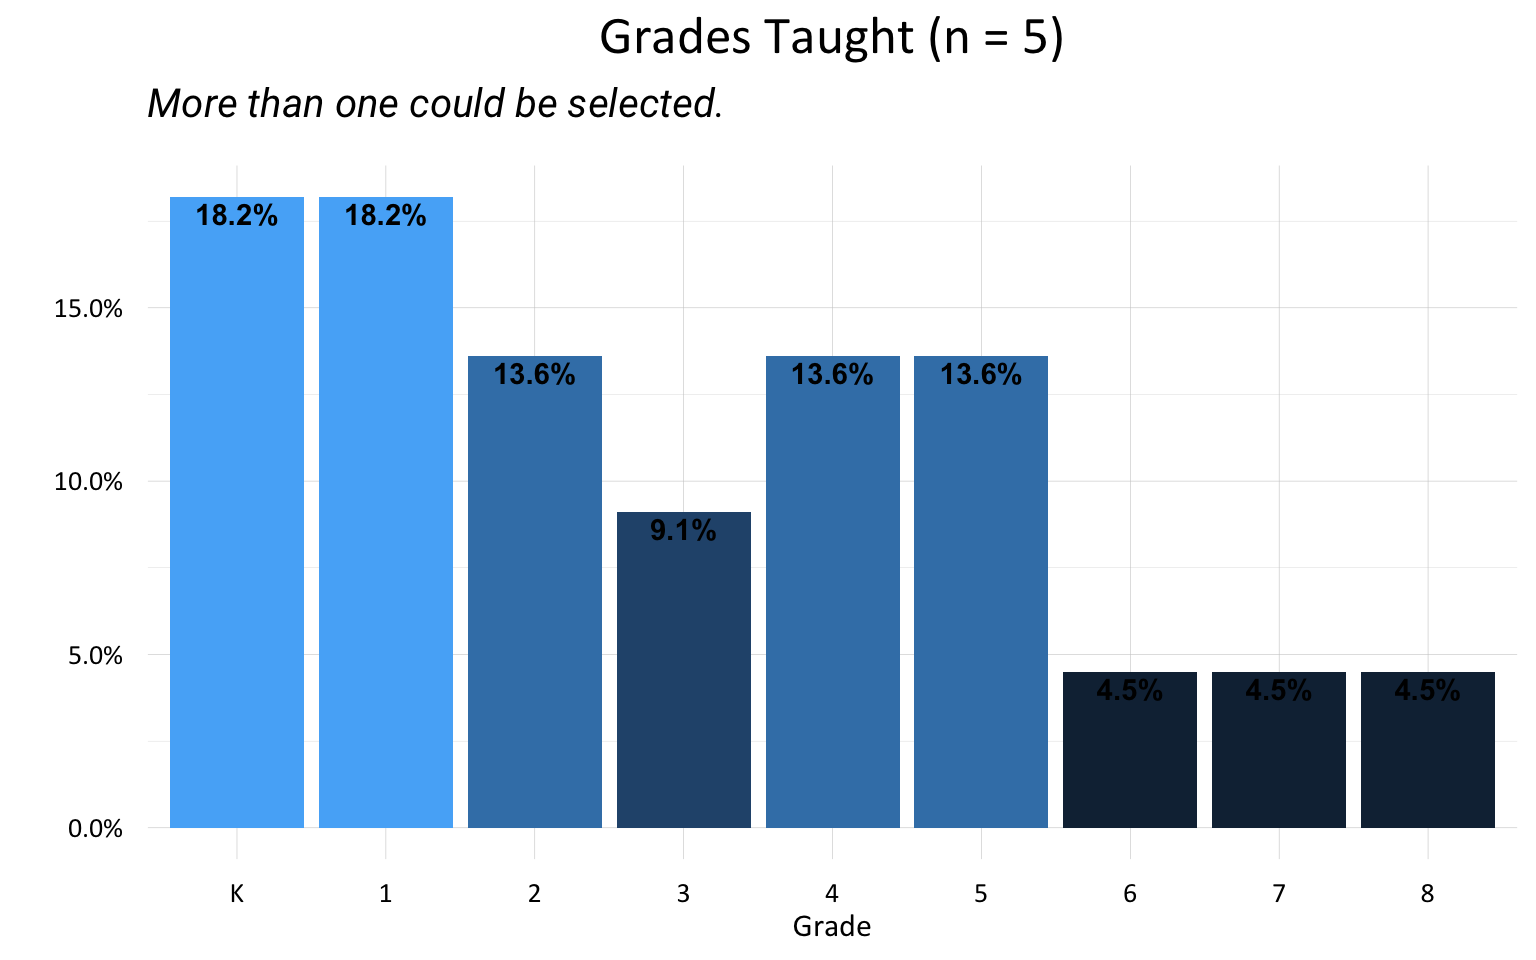 Grades Taught (n = 5)
More than one could be selected.
18.2% 18.2%
13.6% 13.6% 13.6%
9.1%
4.5% 4.5% 4.5%
15.0%
10.0%
5.0%
0.0%
K 1 2 3 4 5 6 7 8
Grade